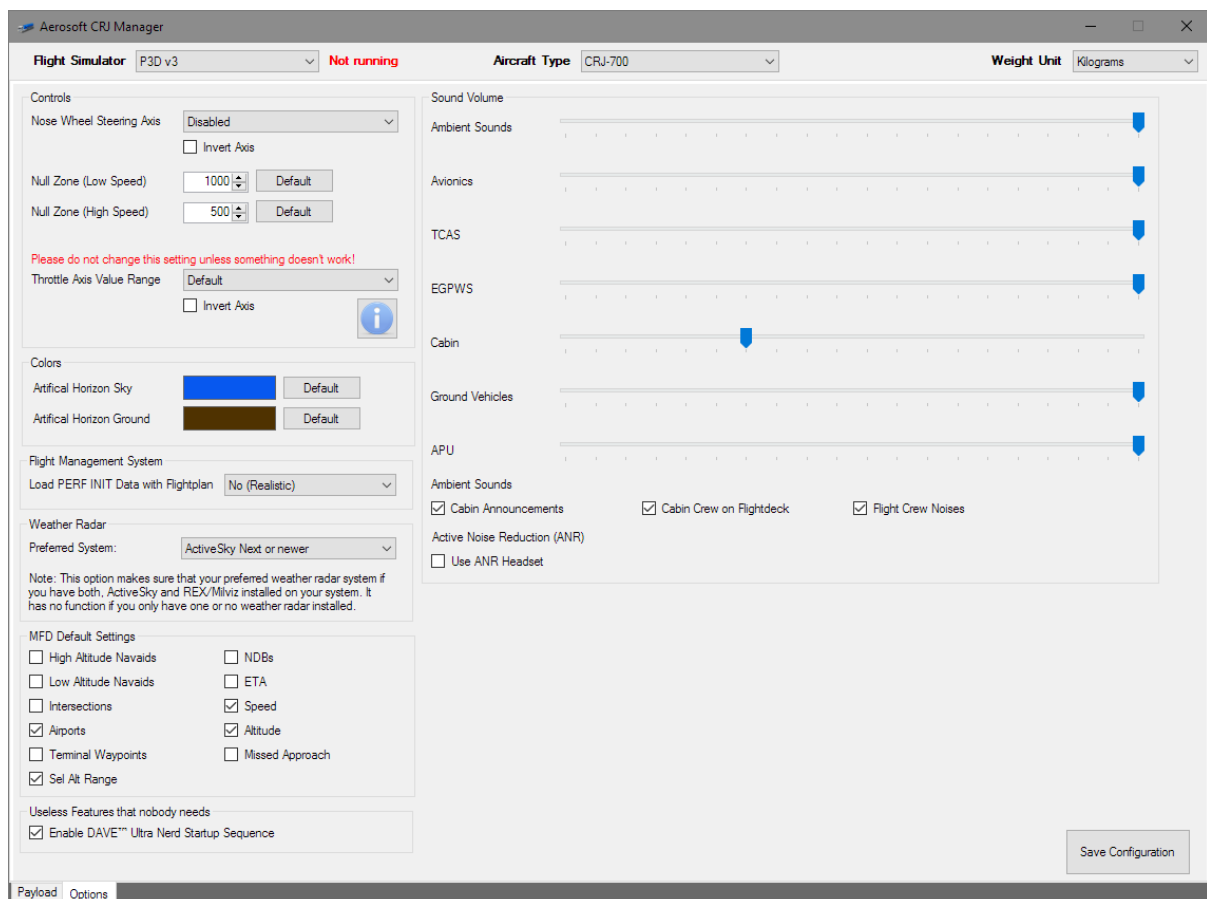 Aerosoft CRJ Manager
Flight Simulator P3D v3 Not running Aircraft Type CRJ-700 Weight Unit Kilograms
Controls
Nose Wheel Steering Axis Disabled
Invert Axis
Null Zone (Low Speed) 1000 Default
Null Zone (High Speed) 500 Default
Please do not change this setting unless something doesn't work!
Throttle Axis Value Range Default
Invert Axis
i
Colors
Artifical Horizon Sky Default
Artifical Horizon Ground Default
Flight Management System
Load PERF INIT Data with Flightplan No (Realistic)
Weather Radar
Preferred System: ActiveSky Next or newer
Note: This option makes sure that your preferred weather radar system if
you have both, ActiveSky and REX/Milviz installed on your system. It
has no function if you only have one or no weather radar installed.
MFD Default Settings
High Altitude Navaids NDBs
Low Altitude Navaids ETA
Intersections Speed
Airports Altitude
Terminal Waypoints Missed Approach
Sel Alt Range
Useless Features that nobody needs
Enable DAVE™ Ultra Nerd Startup Sequence
Sound Volume
Ambient Sounds
Avionics
TCAS
EGPWS
Cabin
Ground Vehicles
APU
Ambient Sounds
Cabin Announcements Cabin Crew on Flightdeck Flight Crew Noises
Active Noise Reduction (ANR)
Use ANR Headset
Save Configuration
Payload Options